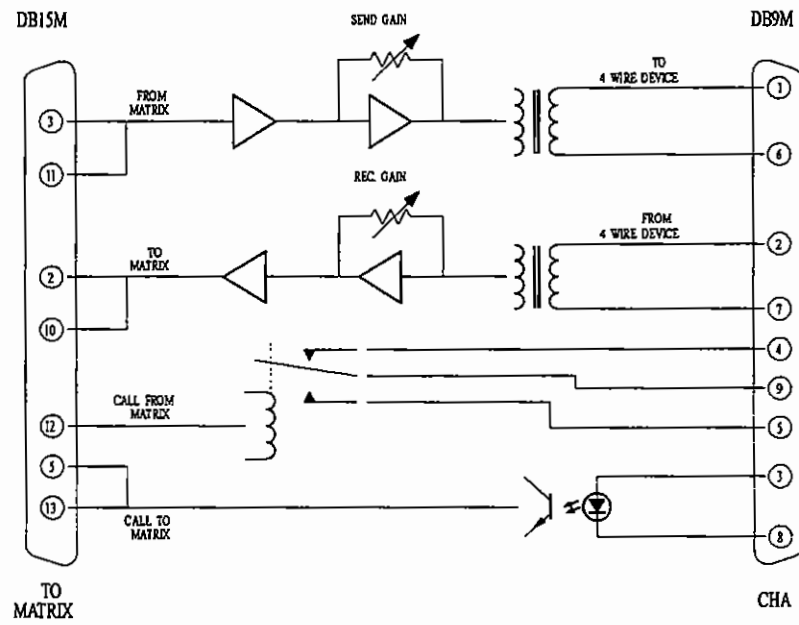 DB15M
SEND GAIN
DB9M
FROM
MATRIX
TO
4 WIRE DEVICE
1
3
6
11
REC. GAIN
TO
MATRIX
FROM
4 WIRE DEVICE
2
2
7
10
4
9
CALL FROM
MATRIX
12
5
5
3
13
CALL TO
MATRIX
8
TO
MATRIX
CHA